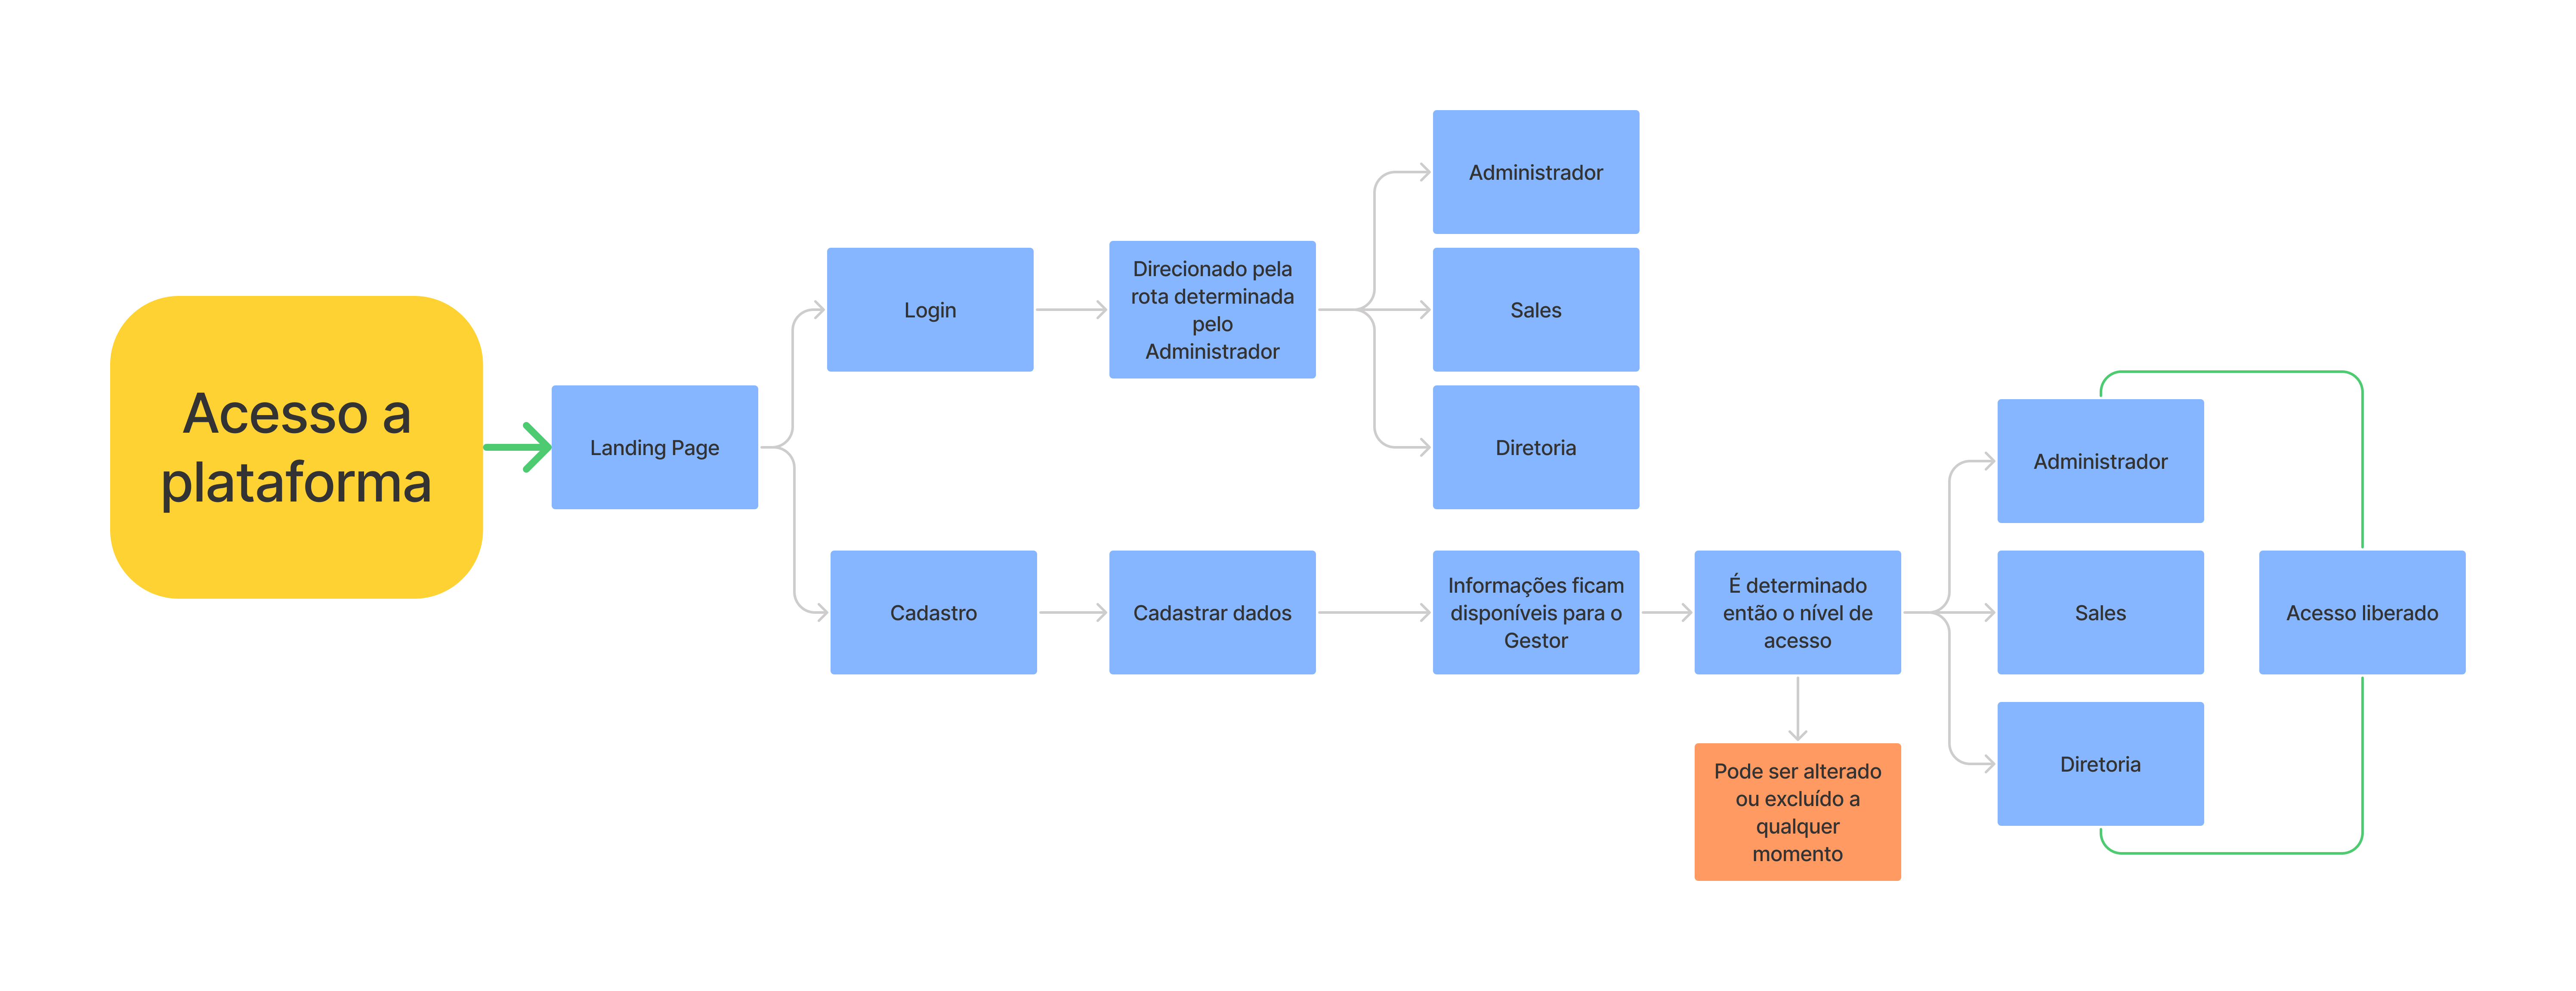 Acesso a
plataforma
Landing Page
Login
Direcionado pela
rota determinada
pelo
Administrador
Administrador
Sales
Diretoria
Cadastro
Cadastrar dados
Informações ficam
disponíveis para o
Gestor
É determinado
então o nível de
acesso
Pode ser alterado
ou excluído a
qualquer
momento
Administrador
Sales
Diretoria
Acesso liberado